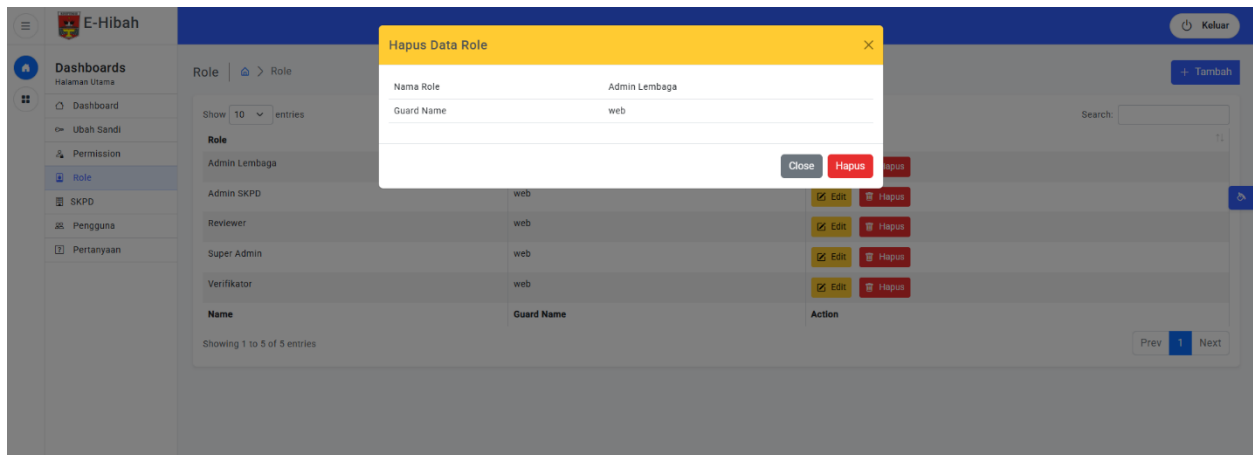 E-Hibah
Keluar
Hapus Data Role
Nama Role Admin Lembaga
Guard Name web
Close Hapus
Dashboards
Halaman Utama
Dashboard
Ubah Sandi
Permission
Role
SKPD
Pengguna
Pertanyaan
Role > Role
+ Tambah
Show 10 entries
Search:
Role
Admin Lembaga
Admin SKPD web Edit Hapus
Reviewer web Edit Hapus
Super Admin web Edit Hapus
Verifikator web Edit Hapus
Name Guard Name Action
Showing 1 to 5 of 5 entries
Prev 1 Next